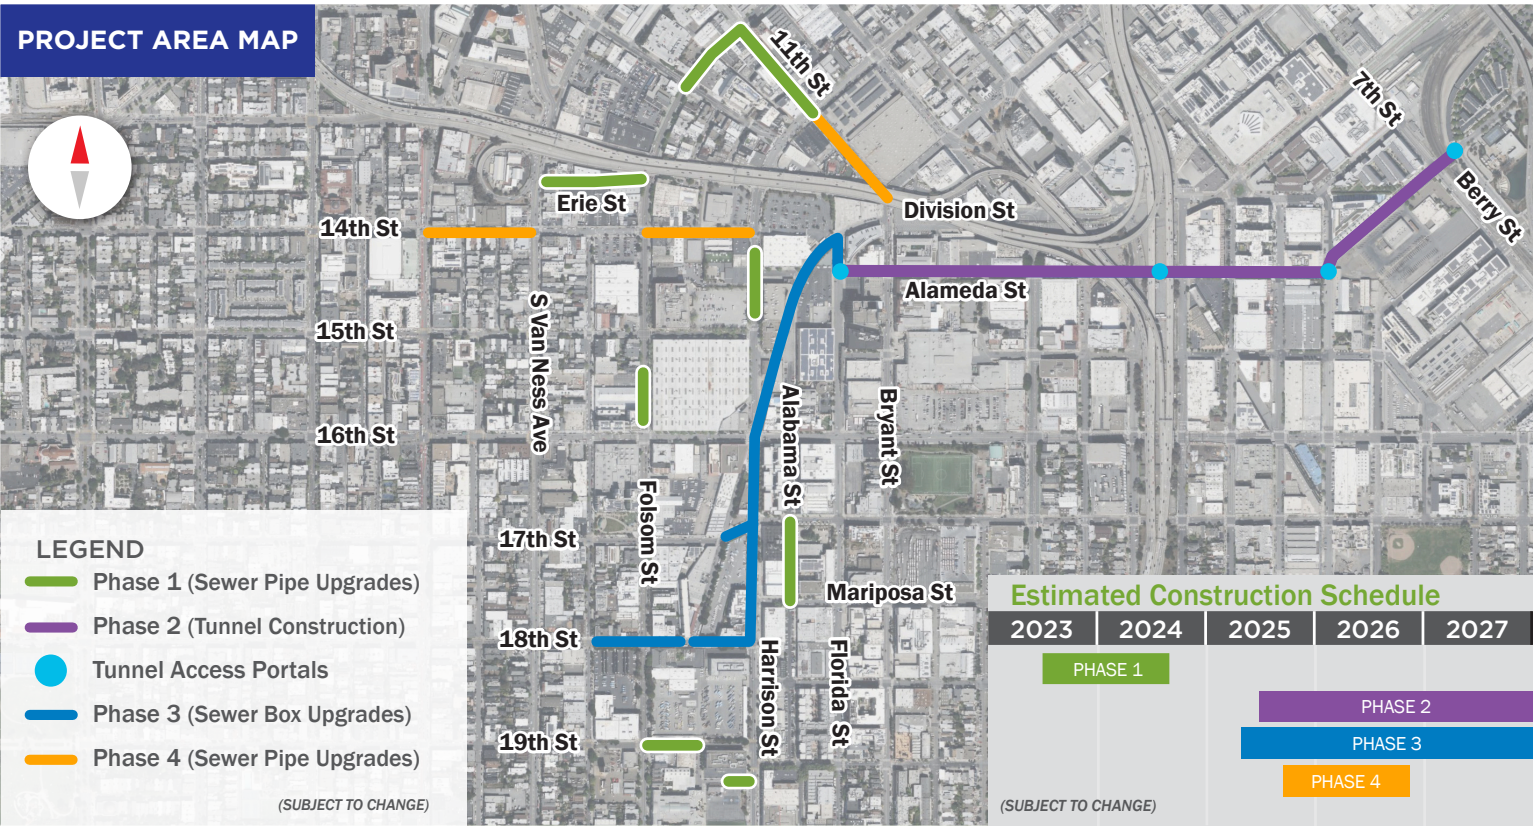 PROJECT AREA MAP
11th St
7th St
Berry St
Erie St
Division St
14th St
Alameda St
15th St
S Van Ness Ave
16th St
Alabama St
Bryant St
Folsom St
17th St
Mariposa St
18th St
Harrison St
Florida St
19th St
LEGEND
Phase 1 (Sewer Pipe Upgrades)
Phase 2 (Tunnel Construction)
Tunnel Access Portals
Phase 3 (Sewer Box Upgrades)
Phase 4 (Sewer Pipe Upgrades)
(SUBJECT TO CHANGE)
Estimated Construction Schedule
2023 2024 2025 2026 2027
PHASE 1
PHASE 2
PHASE 3
PHASE 4
(SUBJECT TO CHANGE)